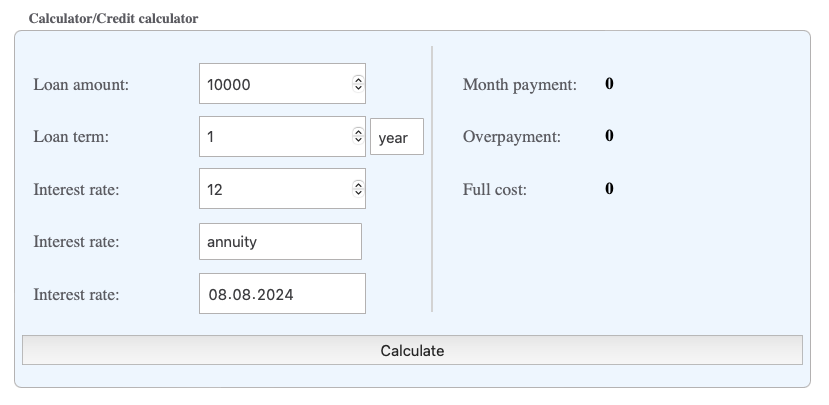 Calculator/Credit calculator
Loan amount: 10000
Loan term: 1 year
Interest rate: 12
Interest rate: annuity
Interest rate: 08.08.2024
Month payment: 0
Overpayment: 0
Full cost: 0
Calculate